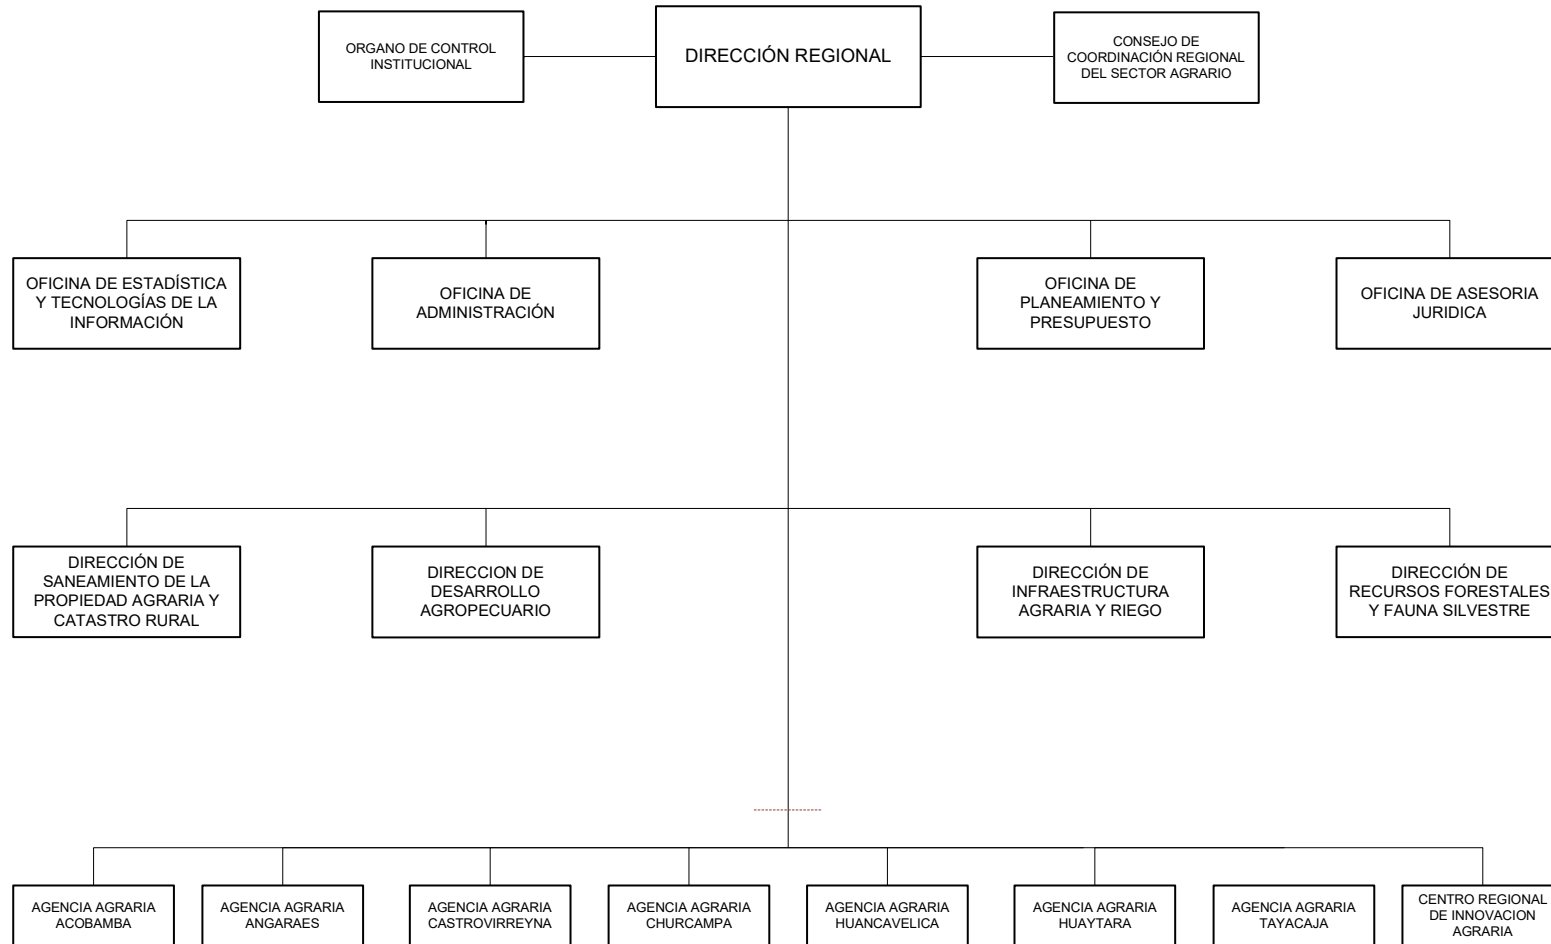 ORGANO DE CONTROL
INSTITUCIONAL
DIRECCIÓN REGIONAL
CONSEJO DE
COORDINACIÓN REGIONAL
DEL SECTOR AGRARIO
OFICINA DE ESTADÍSTICA
Y TECNOLOGÍAS DE LA
INFORMACIÓN
OFICINA DE
ADMINISTRACIÓN
OFICINA DE
PLANEAMIENTO Y
PRESUPUESTO
OFICINA DE ASESORIA
JURIDICA
DIRECCIÓN DE
SANEAMIENTO DE LA
PROPIEDAD AGRARIA Y
CATASTRO RURAL
DIRECCION DE
DESARROLLO
AGROPECUARIO
DIRECCIÓN DE
INFRAESTRUCTURA
AGRARIA Y RIEGO
DIRECCIÓN DE
RECURSOS FORESTALES
Y FAUNA SILVESTRE
AGENCIA AGRARIA
ACOBAMBA
AGENCIA AGRARIA
ANGARAES
AGENCIA AGRARIA
CASTROVIRREYNA
AGENCIA AGRARIA
CHURCAMPA
AGENCIA AGRARIA
HUANCAVELICA
AGENCIA AGRARIA
HUAYTARA
AGENCIA AGRARIA
TAYACAJA
CENTRO REGIONAL
DE INNOVACION
AGRARIA